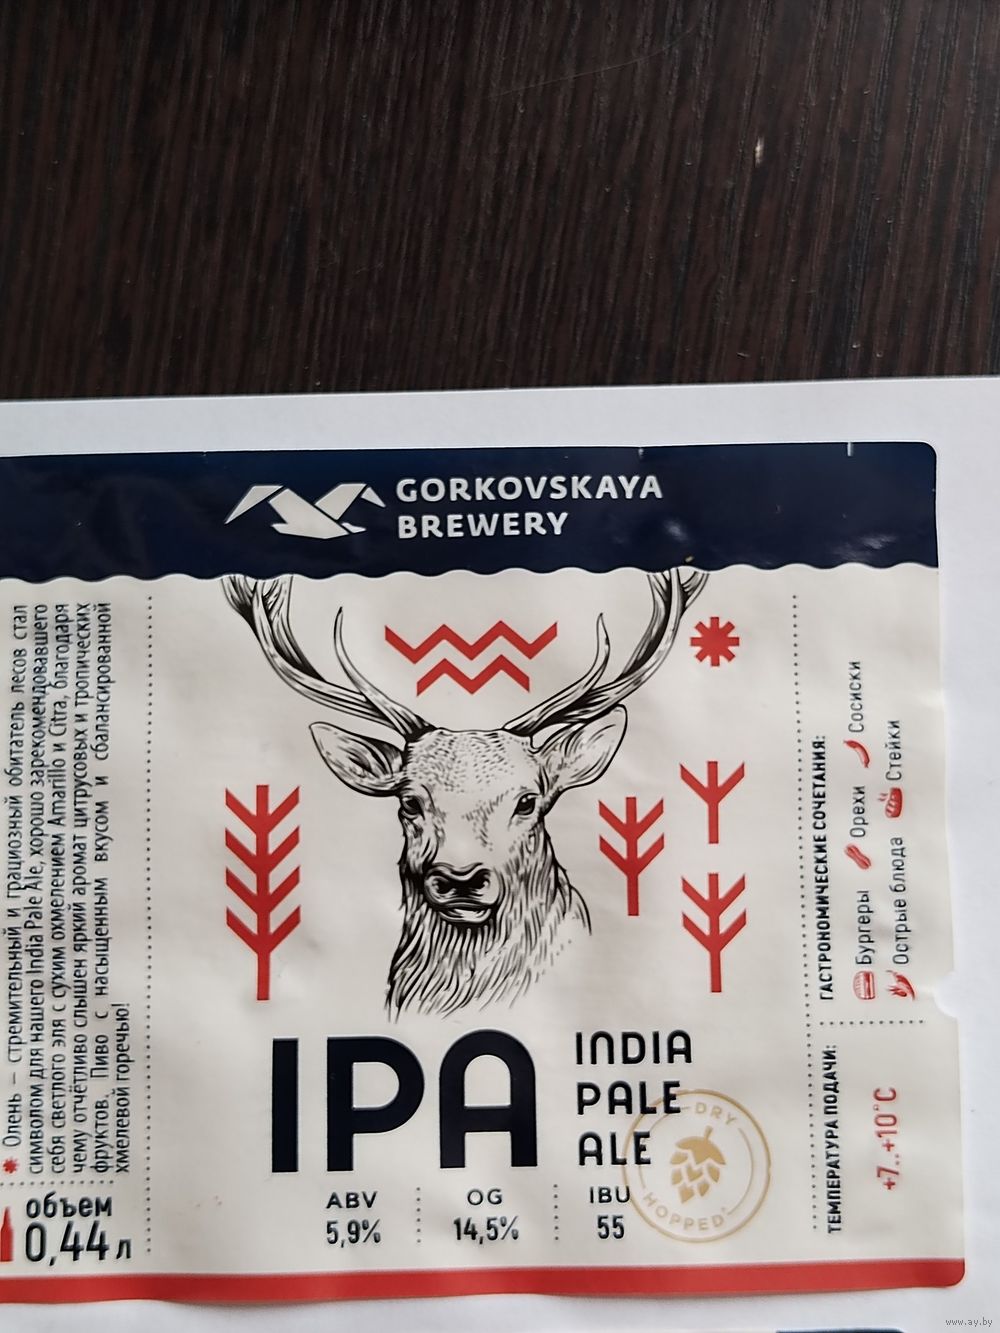 GORKOVSKAYA
BREWERY
Олень – стремительный и грациозный обитатель лесов стал
символом для нашего India Pale Ale, хорошо зарекомендовавшего
себя светлого эля с сухим охмелением Amarillo и Citra, благодаря
чему отчётливо слышен яркий аромат цитрусовых и тропических
фруктов. Пиво с насыщенным вкусом и сбалансированной
хмелевой горечью!
объем
0,44 л
IPA
INDIA
PALE
ALE
DRY
HOPPED
ABV
5,9%
OG
14,5%
IBU
55
ГАСТРОНОМИЧЕСКИЕ СОЧЕТАНИЯ:
Бургеры Орехи Сосиски
Острые блюда Стейки
ТЕМПЕРАТУРА ПОДАЧИ:
+7..+10°C
www.ay.by